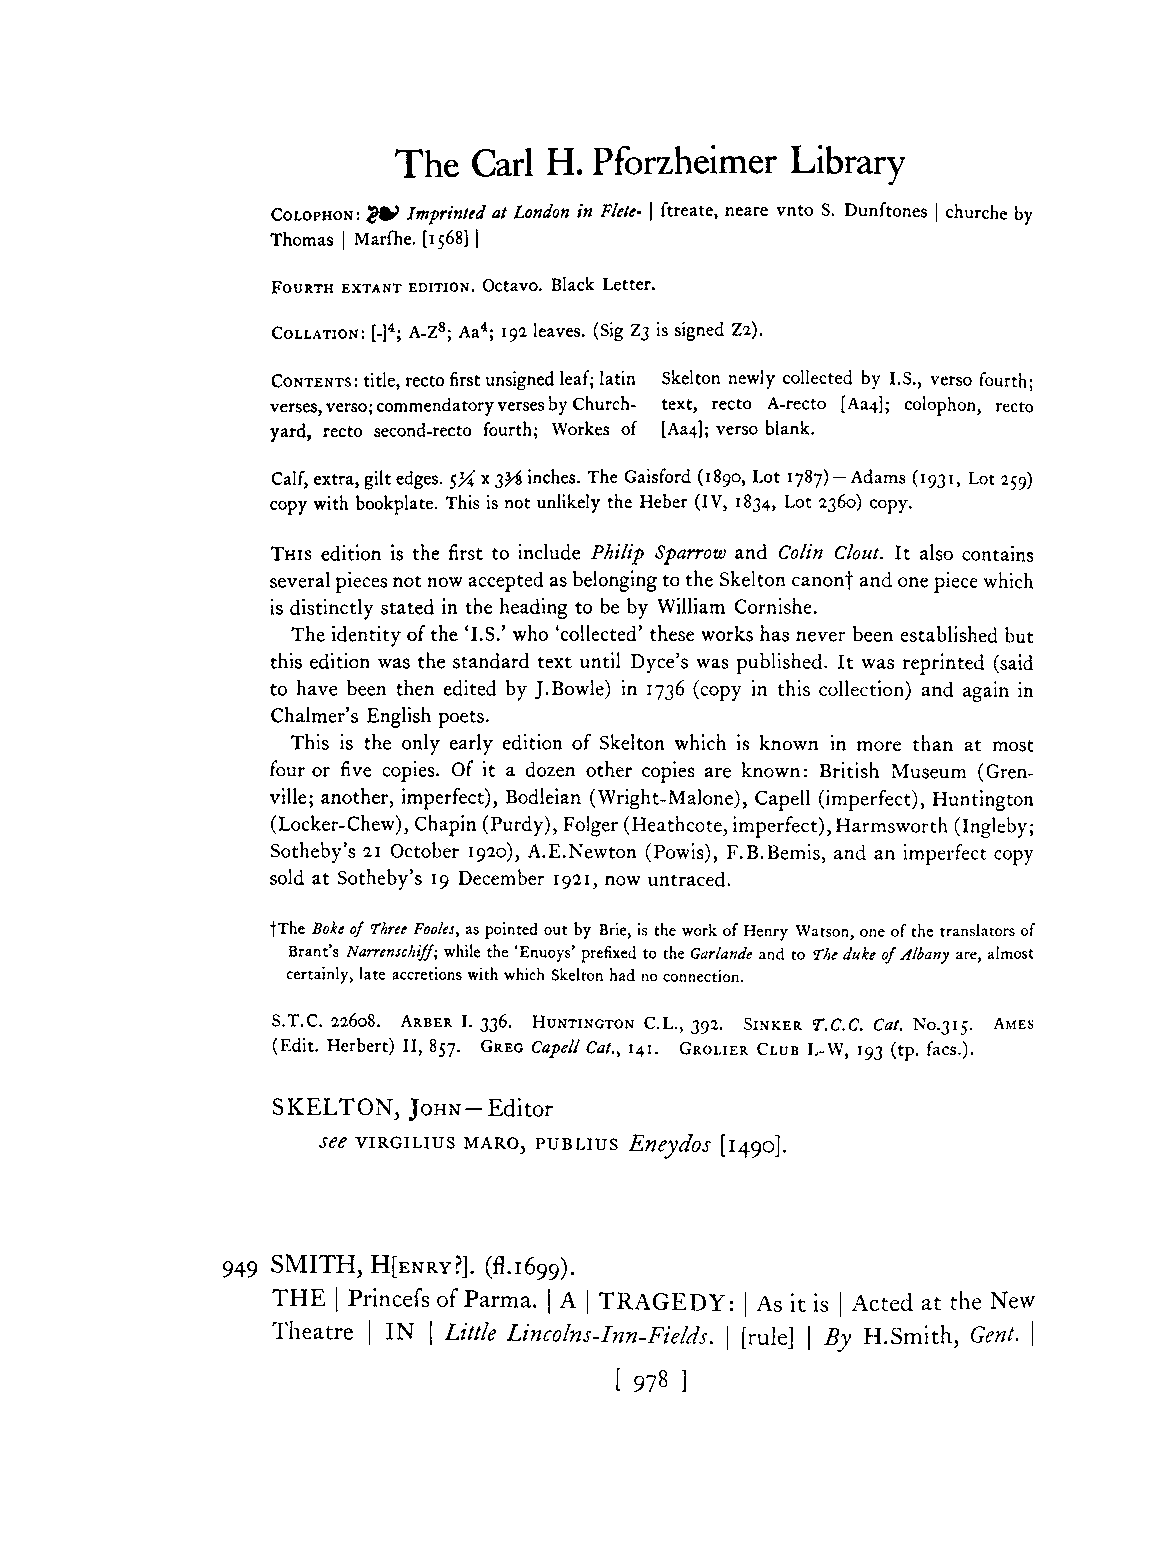 The Carl H. Pforzheimer Library
COLOPHON: ❧ Imprinted at London in Flete- | ſtreate, neare vnto S. Dunſtones | churche by
Thomas | Marſhe. [1568] |
FOURTH EXTANT EDITION. Octavo. Black Letter.
COLLATION: [-]⁴; A-Z⁸; Aa⁴; 192 leaves. (Sig Z3 is signed Z2).
CONTENTS: title, recto first unsigned leaf; latin
verses, verso; commendatory verses by Church-
yard, recto second-recto fourth; Workes of
Skelton newly collected by I.S., verso fourth;
text, recto A-recto [Aa4]; colophon, recto
[Aa4]; verso blank.
Calf, extra, gilt edges. 5¼ x 3⅜ inches. The Gaisford (1890, Lot 1787)—Adams (1931, Lot 259)
copy with bookplate. This is not unlikely the Heber (IV, 1834, Lot 2360) copy.
THIS edition is the first to include Philip Sparrow and Colin Clout. It also contains
several pieces not now accepted as belonging to the Skelton canon† and one piece which
is distinctly stated in the heading to be by William Cornishe.
The identity of the ‘I.S.’ who ‘collected’ these works has never been established but
this edition was the standard text until Dyce’s was published. It was reprinted (said
to have been then edited by J.Bowle) in 1736 (copy in this collection) and again in
Chalmer’s English poets.
This is the only early edition of Skelton which is known in more than at most
four or five copies. Of it a dozen other copies are known: British Museum (Gren-
ville; another, imperfect), Bodleian (Wright-Malone), Capell (imperfect), Huntington
(Locker-Chew), Chapin (Purdy), Folger (Heathcote, imperfect), Harmsworth (Ingleby;
Sotheby’s 21 October 1920), A.E.Newton (Powis), F.B.Bemis, and an imperfect copy
sold at Sotheby’s 19 December 1921, now untraced.
†The Boke of Three Fooles, as pointed out by Brie, is the work of Henry Watson, one of the translators of
Brant’s Narrenschiff; while the ‘Enuoys’ prefixed to the Garlande and to The duke of Albany are, almost
certainly, late accretions with which Skelton had no connection.
S.T.C. 22608. ARBER I. 336. HUNTINGTON C.L., 392. SINKER T.C.C. Cat. No.315. AMES
(Edit. Herbert) II, 857. GREG Capell Cat., 141. GROLIER CLUB L-W, 193 (tp. facs.).
SKELTON, JOHN—Editor
see VIRGILIUS MARO, PUBLIUS Eneydos [1490].
949 SMITH, H[ENRY?]. (fl.1699).
THE | Princeſs of Parma. | A | TRAGEDY: | As it is | Acted at the New
Theatre | IN | Little Lincolns-Inn-Fields. | [rule] | By H.Smith, Gent. |
[ 978 ]